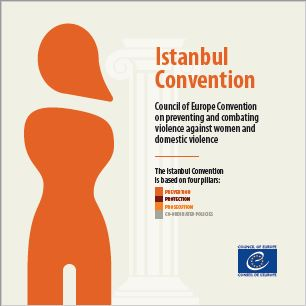 Istanbul
Convention
Council of Europe Convention
on preventing and combating
violence against women and
domestic violence
The Istanbul Convention
is based on four pillars:
PREVENTION
PROTECTION
PROSECUTION
CO-ORDINATED POLICIES
COUNCIL OF EUROPE
CONSEIL DE L'EUROPE